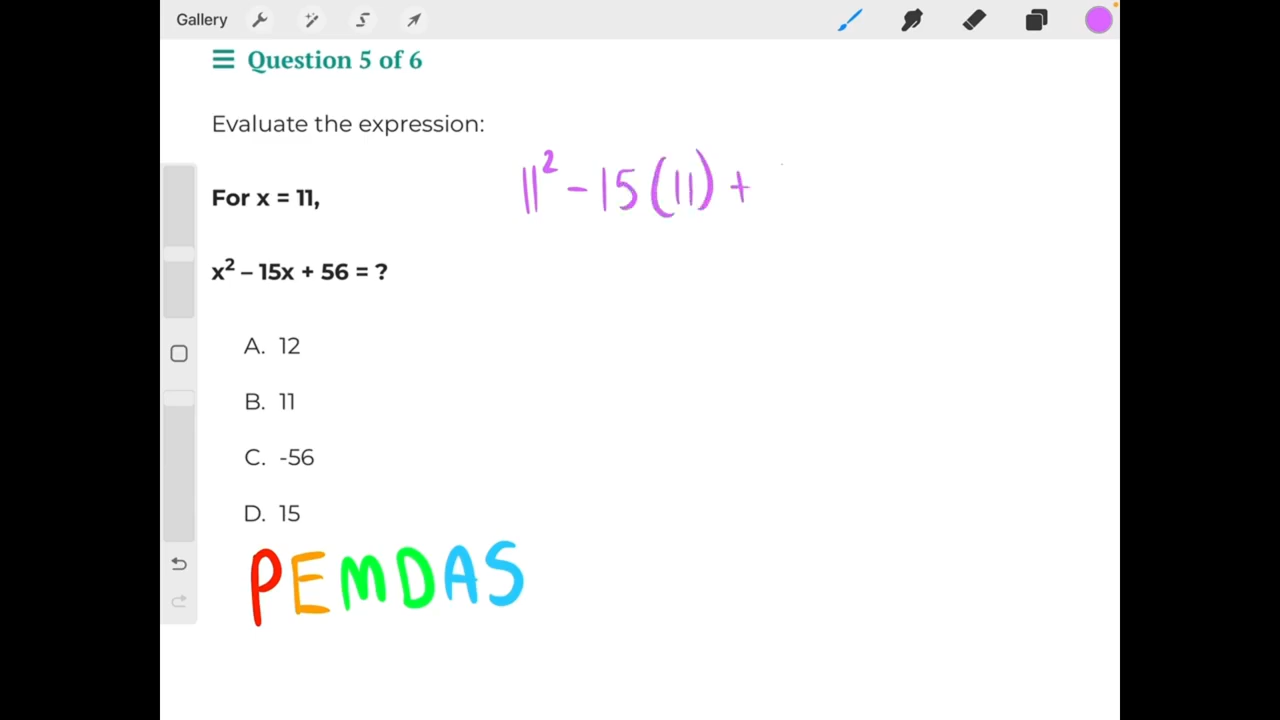 Gallery
Question 5 of 6
Evaluate the expression:
11² - 15 (11) +
For x = 11,
x² – 15x + 56 = ?
A. 12
B. 11
C. -56
D. 15
PEMDAS